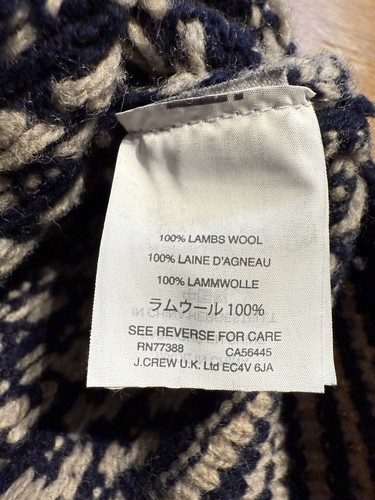 100% LAMBS WOOL
100% LAINE D'AGNEAU
100% LAMMWOLLE
ラムウール 100%
SEE REVERSE FOR CARE
RN77388 CA56445
J.CREW U.K. Ltd EC4V 6JA